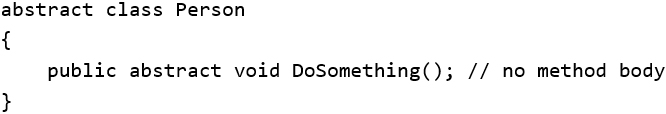 abstract class Person
{
    public abstract void DoSomething(); // no method body
}